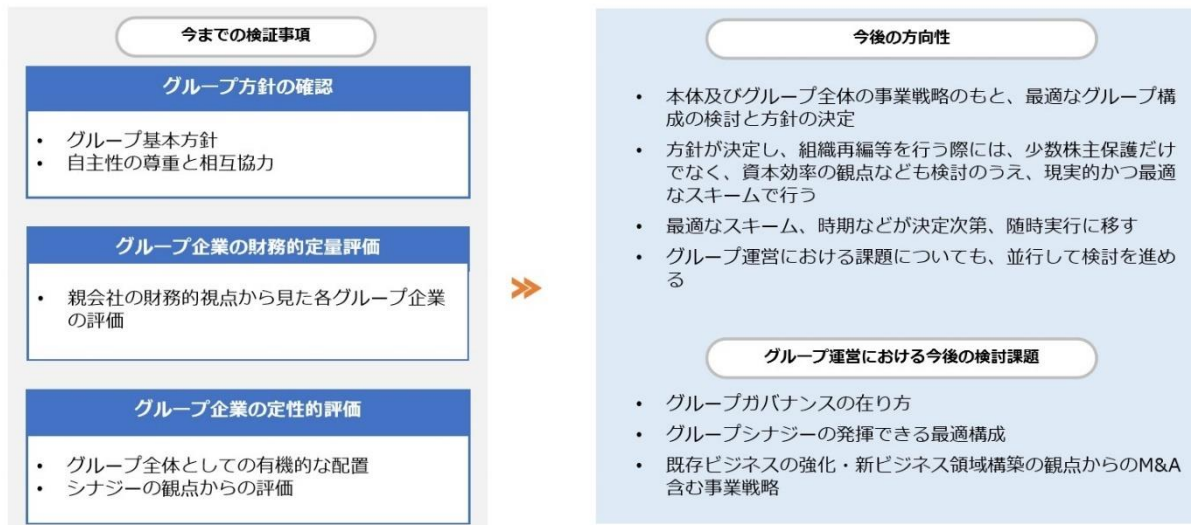 今までの検証事項
グループ方針の確認
• グループ基本方針
• 自主性の尊重と相互協力
グループ企業の財務的定量評価
• 親会社の財務的視点から見た各グループ企業
の評価
グループ企業の定性的評価
• グループ全体としての有機的な配置
• シナジーの観点からの評価
今後の方向性
• 本体及びグループ全体の事業戦略のもと、最適なグループ構
成の検討と方針の決定
• 方針が決定し、組織再編等を行う際には、少数株主保護だけ
でなく、資本効率の観点なども検討のうえ、現実的かつ最適
なスキームで行う
• 最適なスキーム、時期などが決定次第、随時実行に移す
• グループ運営における課題についても、並行して検討を進め
る
グループ運営における今後の検討課題
• グループガバナンスの在り方
• グループシナジーの発揮できる最適構成
• 既存ビジネスの強化・新ビジネス領域構築の観点からのM&A
含む事業戦略